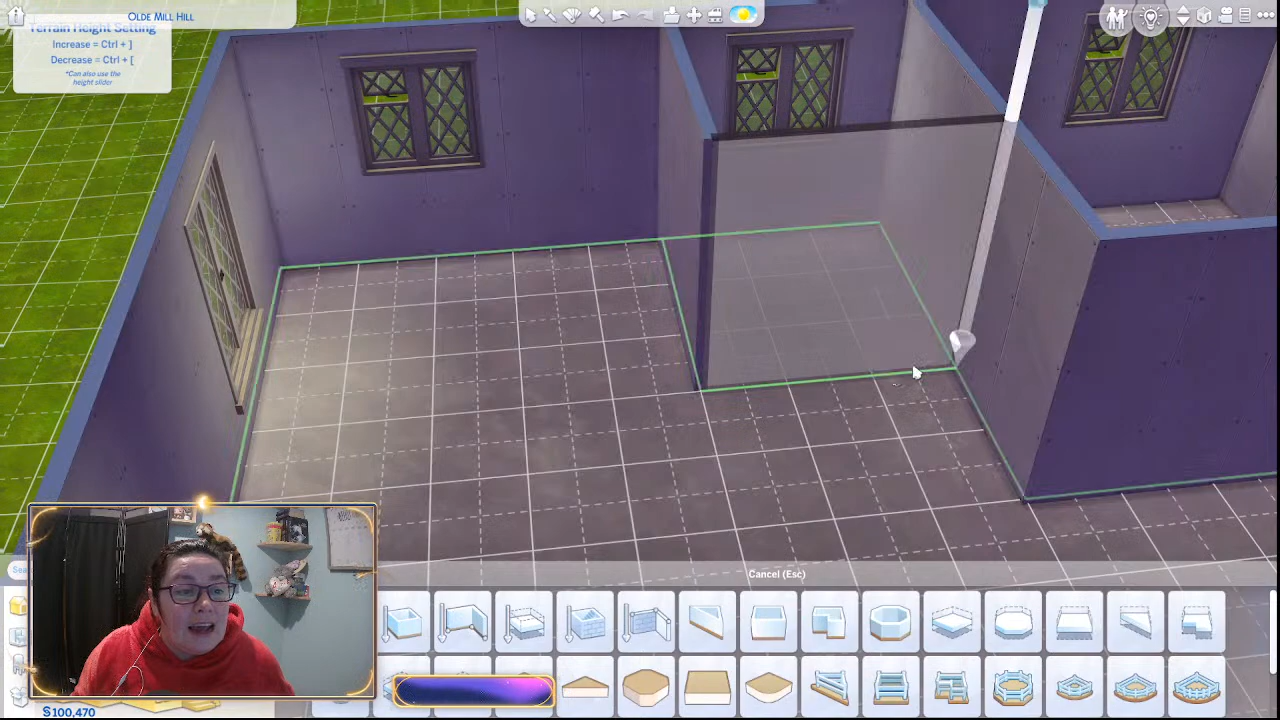 Olde Mill Hill
Terrain Height Setting
Increase = Ctrl + ]
Decrease = Ctrl + [
*Can also use the
height slider
Cancel (Esc)
Sea
$100,470